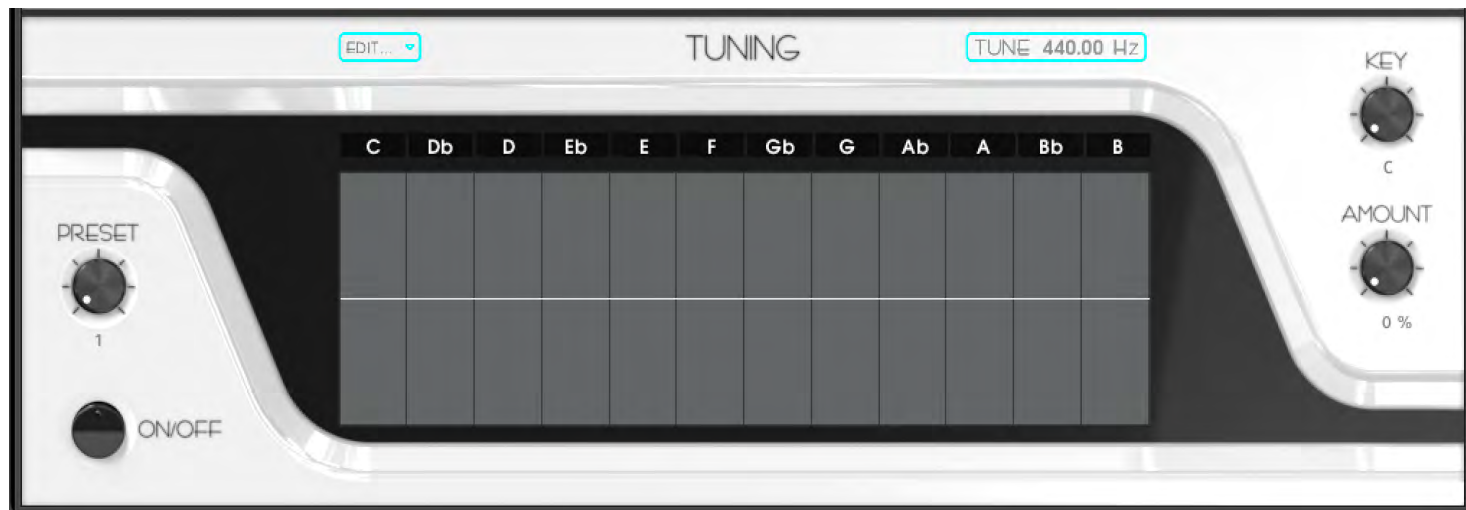 EDIT...
TUNING
TUNE 440.00 Hz
KEY
C
C Db D Eb E F Gb G Ab A Bb B
PRESET
1
AMOUNT
0 %
ON/OFF